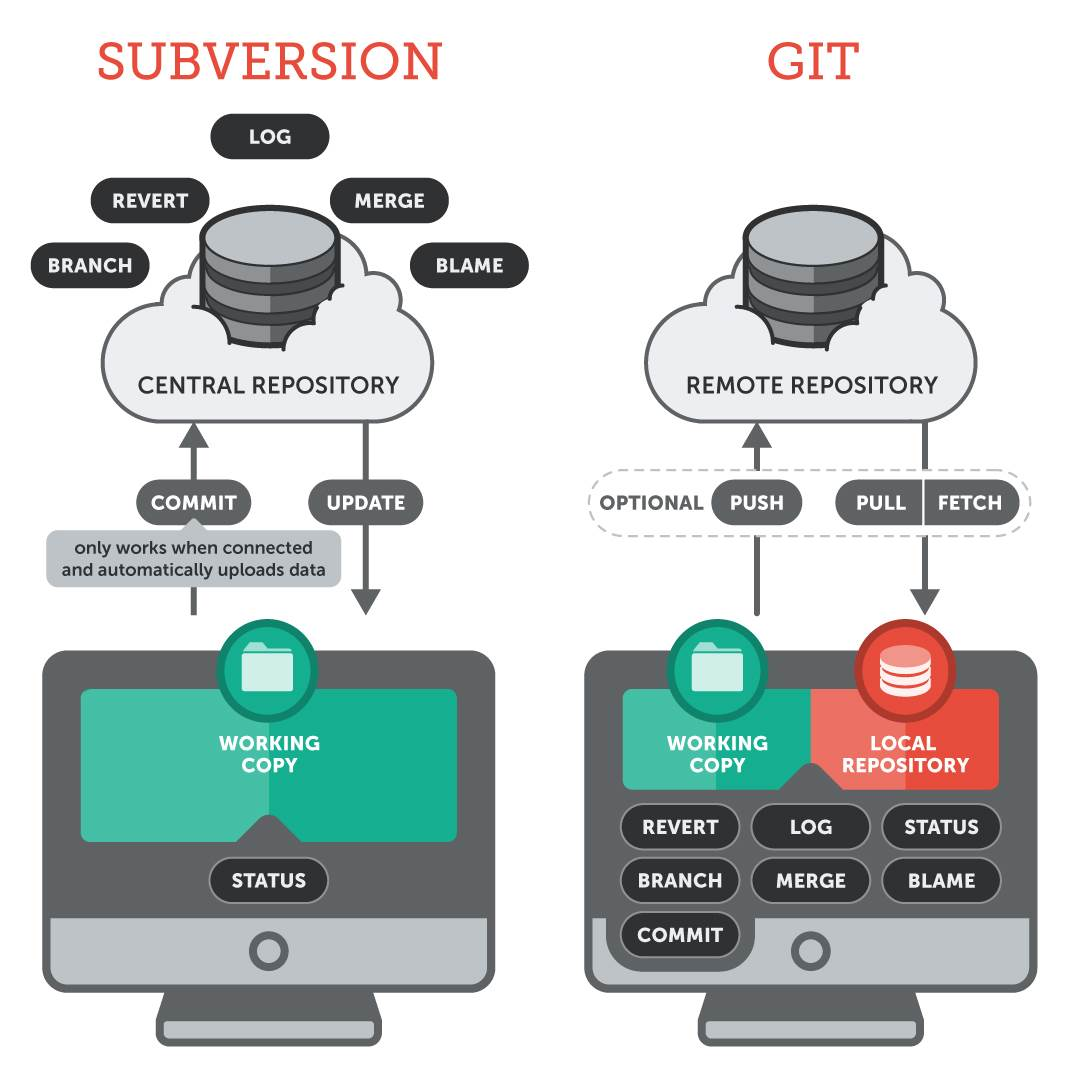 SUBVERSION
LOG
REVERT
MERGE
BRANCH
BLAME
CENTRAL REPOSITORY
COMMIT
UPDATE
only works when connected
and automatically uploads data
WORKING
COPY
STATUS
GIT
REMOTE REPOSITORY
OPTIONAL
PUSH
PULL
FETCH
WORKING
COPY
LOCAL
REPOSITORY
REVERT
LOG
STATUS
BRANCH
MERGE
BLAME
COMMIT